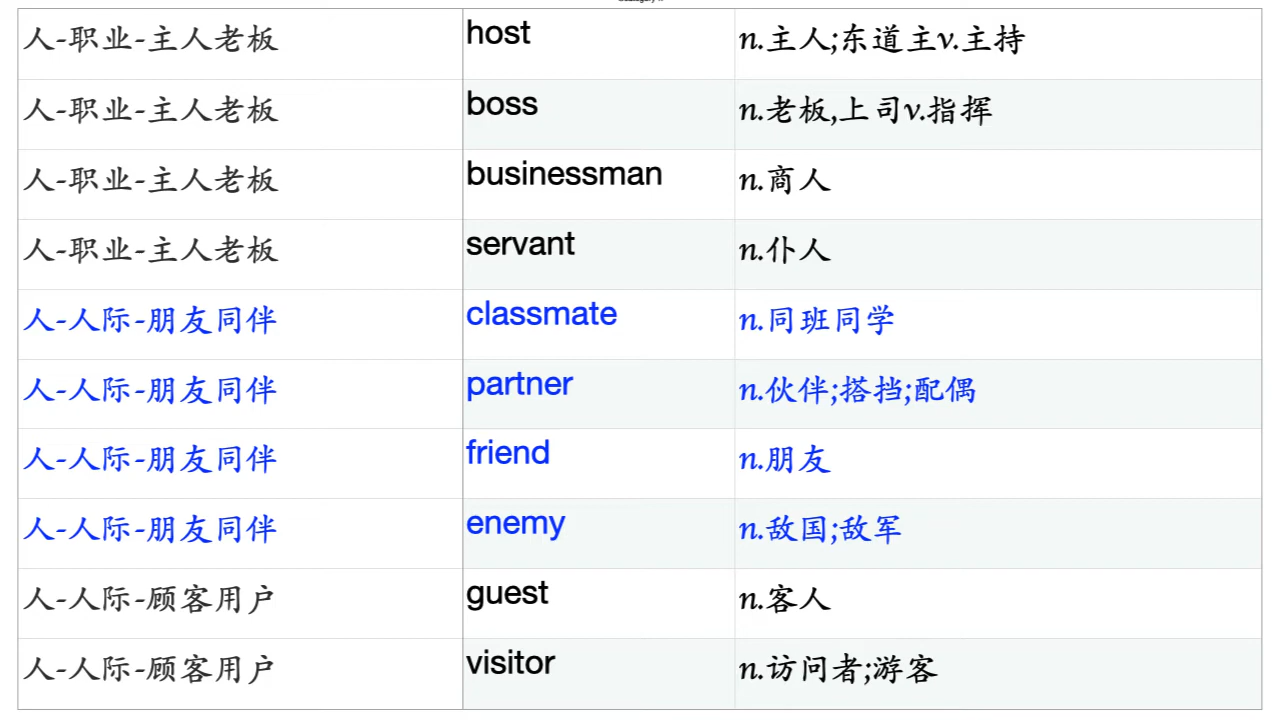 人-职业-主人老板 host n.主人;东道主v.主持
人-职业-主人老板 boss n.老板,上司v.指挥
人-职业-主人老板 businessman n.商人
人-职业-主人老板 servant n.仆人
人-人际-朋友同伴 classmate n.同班同学
人-人际-朋友同伴 partner n.伙伴;搭挡;配偶
人-人际-朋友同伴 friend n.朋友
人-人际-朋友同伴 enemy n.敌国;敌军
人-人际-顾客用户 guest n.客人
人-人际-顾客用户 visitor n.访问者;游客